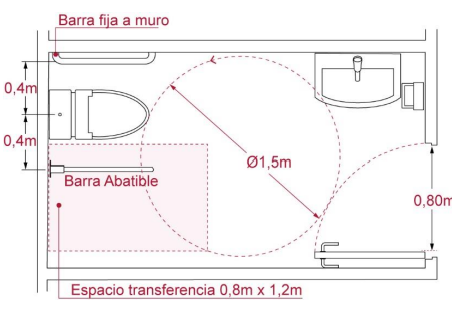 Barra fija a muro
0,4m
0,4m
Ø1,5m
Barra Abatible
0,80m
Espacio transferencia 0,8m x 1,2m